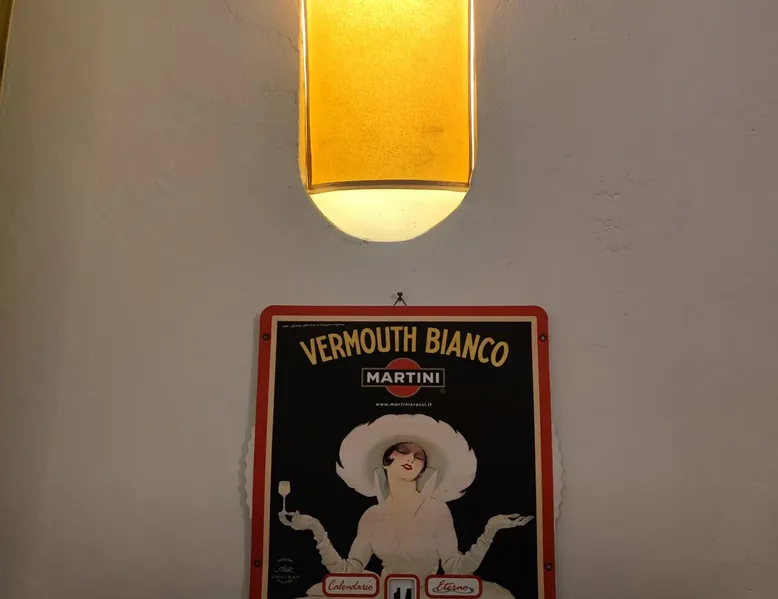 VERMOUTH BIANCO
MARTINI
www.martinierossi.it
Calendario
Eterno